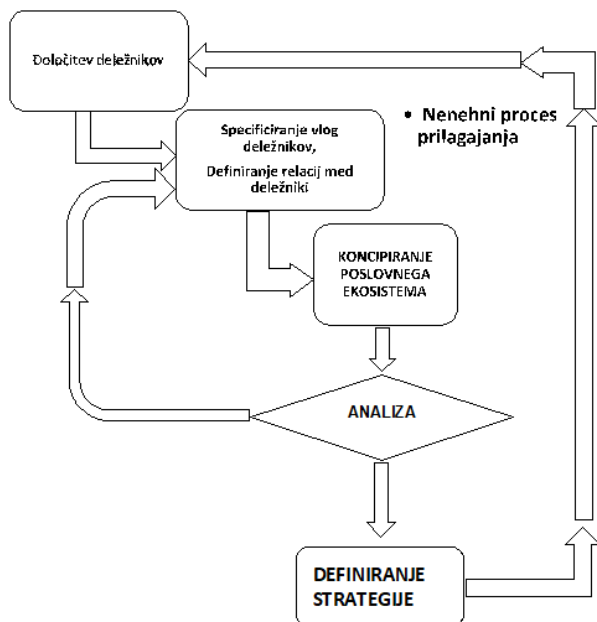 Določitev deležnikov
Specificiranje vlog
deležnikov,
Definiranje relacij med
deležniki
• Nenehni proces
prilagajanja
KONCIPIRANJE
POSLOVNEGA
EKOSISTEMA
ANALIZA
DEFINIRANJE
STRATEGIJE